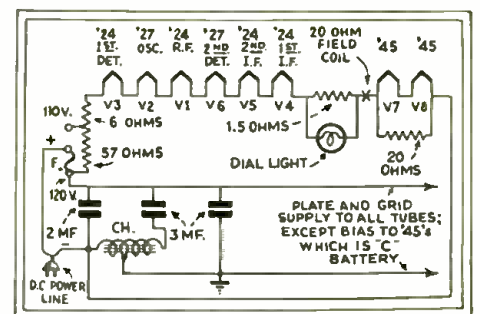 '24 1ST. DET.
'27 OSC.
'24 R.F.
'27 2ND DET.
'24 2ND I.F.
'24 1ST. I.F.
20 OHM FIELD COIL
'45
'45
V3
V2
V1
V6
V5
V4
V7
V8
110V.
6 OHMS
1.5 OHMS
+
F.
57 OHMS
DIAL LIGHT
20 OHMS
120 V.
2 MF
CH.
3 MF.
PLATE AND GRID
SUPPLY TO ALL TUBES;
EXCEPT BIAS TO '45's
WHICH IS "C"
BATTERY
-
D.C POWER
LINE